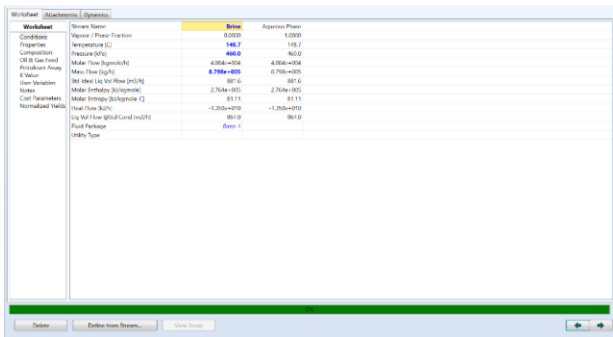 Worksheet Attachments Dynamics
Worksheet
Conditions
Properties
Composition
Oil & Gas Feed
Petroleum Assay
K Value
User Variables
Notes
Cost Parameters
Normalized Yields
Stream Name Brine Aqueous Phase
Vapour / Phase Fraction 0.0000 1.0000
Temperature [C] 148.7 148.7
Pressure [kPa] 460.0 460.0
Molar Flow [kgmole/h] 4.884e+004 4.884e+004
Mass Flow [kg/h] 8.798e+005 8.798e+005
Std Ideal Liq Vol Flow [m3/h] 881.6 881.6
Molar Enthalpy [kJ/kgmole] -2.764e+005 -2.764e+005
Molar Entropy [kJ/kgmole-C] 81.11 81.11
Heat Flow [kJ/h] -1.350e+010 -1.350e+010
Liq Vol Flow @Std Cond [m3/h] 867.0 867.0
Fluid Package Basis-1
Utility Type
OK
Delete Define from Stream... View Assay